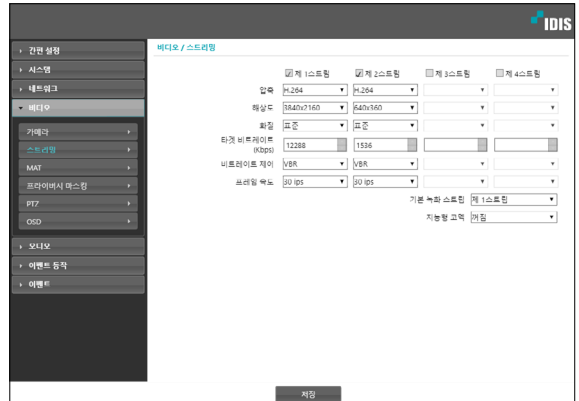 IDIS
간편 설정
시스템
네트워크
비디오
카메라
스트리밍
MAT
프라이버시 마스킹
PTZ
OSD
오디오
이벤트 동작
이벤트
비디오 / 스트리밍
제 1스트림 제 2스트림 제 3스트림 제 4스트림
압축 H.264 H.264
해상도 3840x2160 640x360
화질 표준 표준
타겟 비트레이트
(Kbps) 12288 1536
비트레이트 제어 VBR VBR
프레임 속도 30 ips 30 ips
기본 녹화 스트림 제 1스트림
지능형 코덱 꺼짐
저장